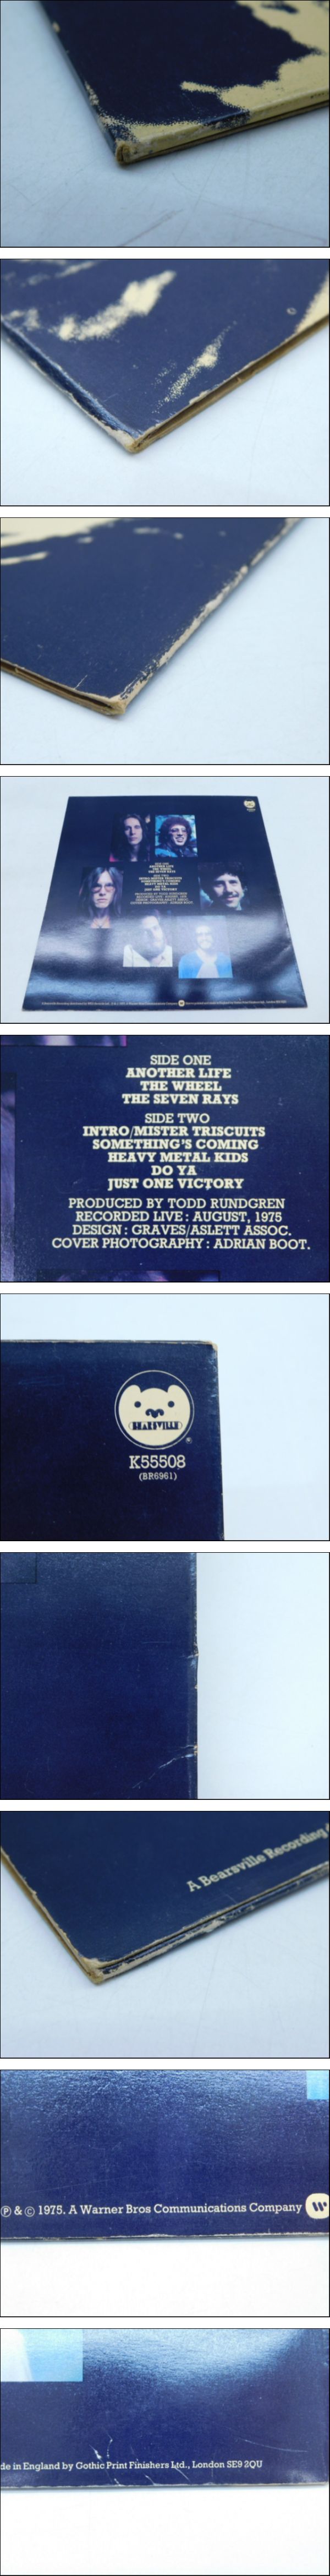 SIDE ONE
ANOTHER LIFE
THE WHEEL
THE SEVEN RAYS
SIDE TWO
INTRO/MISTER TRISCUITS
SOMETHING'S COMING
HEAVY METAL KIDS
DO YA
JUST ONE VICTORY
PRODUCED BY TODD RUNDGREN
RECORDED LIVE : AUGUST, 1975
DESIGN : GRAVES/ASLETT ASSOC.
COVER PHOTOGRAPHY : ADRIAN BOOT.
BEARSVILLE
®
K55508
(BR6961)
A Bearsville Recording
℗ & © 1975. A Warner Bros Communications Company
de in England by Gothic Print Finishers Ltd., London SE9 2QU